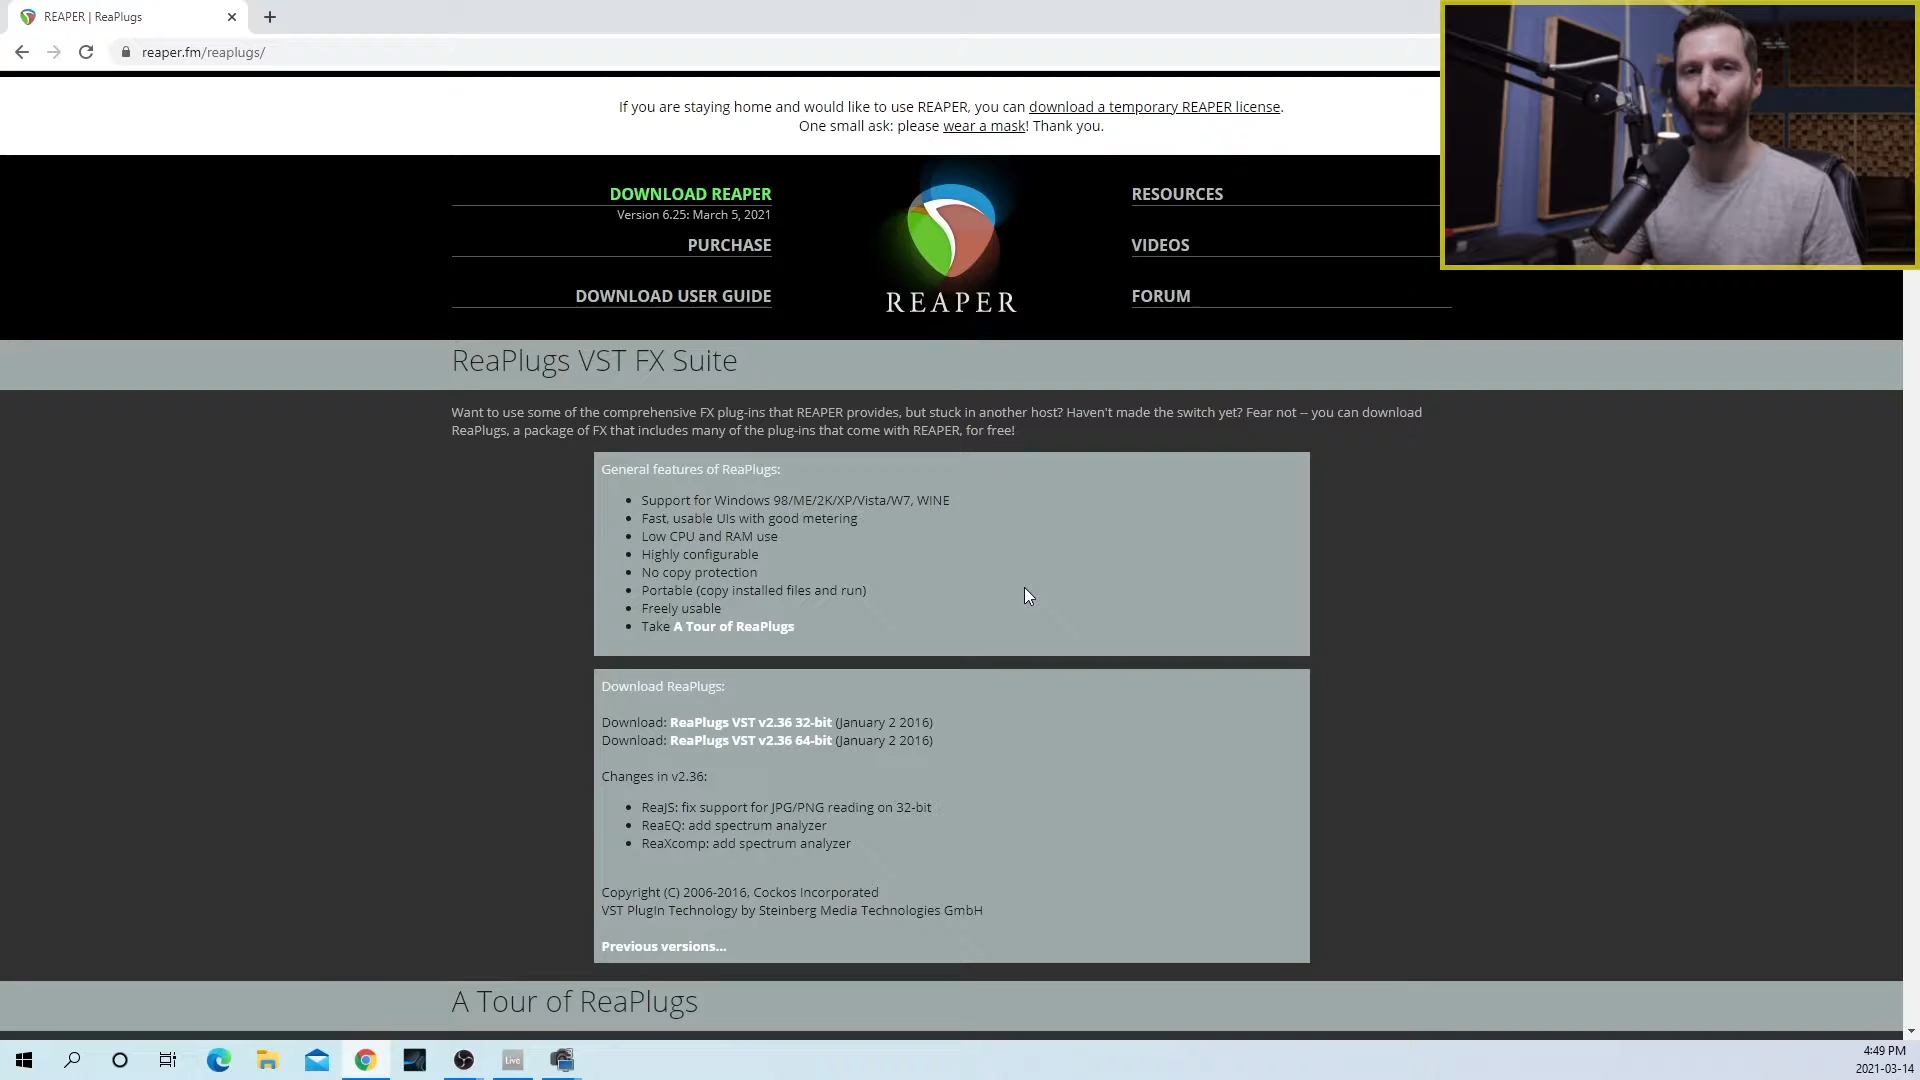 REAPER | ReaPlugs
reaper.fm/reaplugs/
If you are staying home and would like to use REAPER, you can download a temporary REAPER license.
One small ask: please wear a mask! Thank you.
DOWNLOAD REAPER
Version 6.25: March 5, 2021
PURCHASE
DOWNLOAD USER GUIDE
REAPER
RESOURCES
VIDEOS
FORUM
ReaPlugs VST FX Suite
Want to use some of the comprehensive FX plug-ins that REAPER provides, but stuck in another host? Haven't made the switch yet? Fear not -- you can download
ReaPlugs, a package of FX that includes many of the plug-ins that come with REAPER, for free!
General features of ReaPlugs:
• Support for Windows 98/ME/2K/XP/Vista/W7, WINE
• Fast, usable UIs with good metering
• Low CPU and RAM use
• Highly configurable
• No copy protection
• Portable (copy installed files and run)
• Freely usable
• Take A Tour of ReaPlugs
Download ReaPlugs:
Download: ReaPlugs VST v2.36 32-bit (January 2 2016)
Download: ReaPlugs VST v2.36 64-bit (January 2 2016)
Changes in v2.36:
• ReaJS: fix support for JPG/PNG reading on 32-bit
• ReaEQ: add spectrum analyzer
• ReaXcomp: add spectrum analyzer
Copyright (C) 2006-2016, Cockos Incorporated
VST PlugIn Technology by Steinberg Media Technologies GmbH
Previous versions...
A Tour of ReaPlugs
Live
4:49 PM
2021-03-14